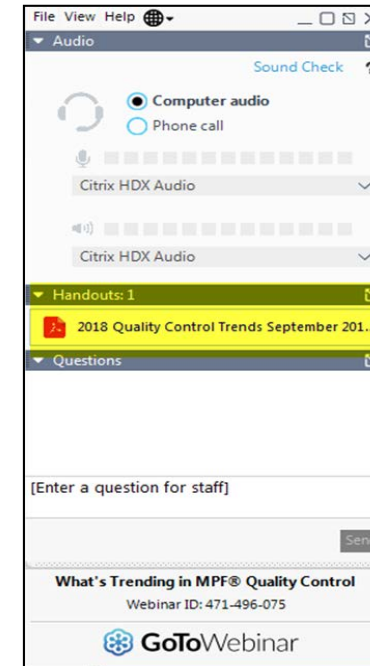 File View Help
Audio
Sound Check ?
Computer audio
Phone call
Citrix HDX Audio
Citrix HDX Audio
Handouts: 1
2018 Quality Control Trends September 201...
Questions
[Enter a question for staff]
Send
What's Trending in MPF® Quality Control
Webinar ID: 471-496-075
GoToWebinar